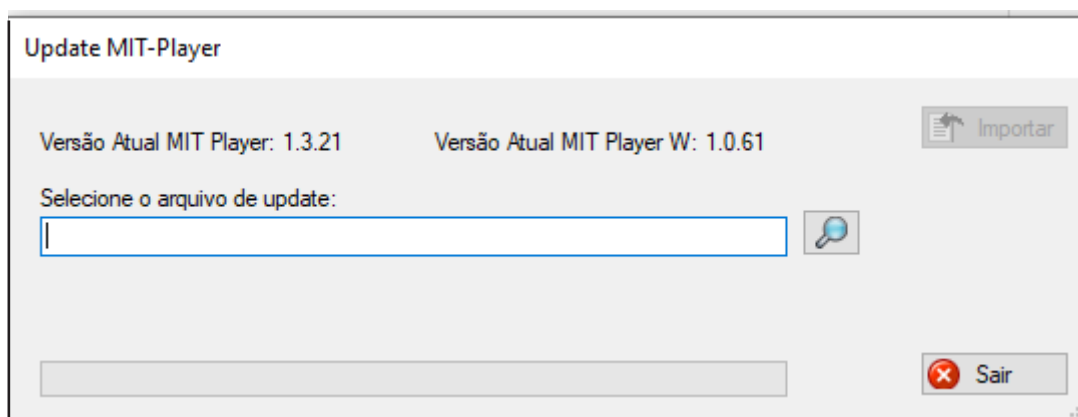 Update MIT-Player
Importar
Versão Atual MIT Player: 1.3.21 Versão Atual MIT Player W: 1.0.61
Selecione o arquivo de update:
Sair